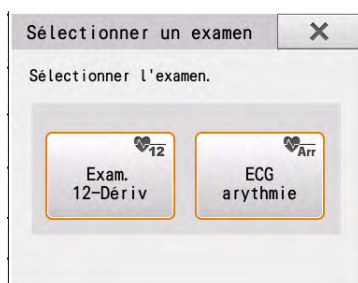 Sélectionner un examen
Sélectionner l'examen.
12
Exam.
12-Dériv
Arr
ECG
arythmie